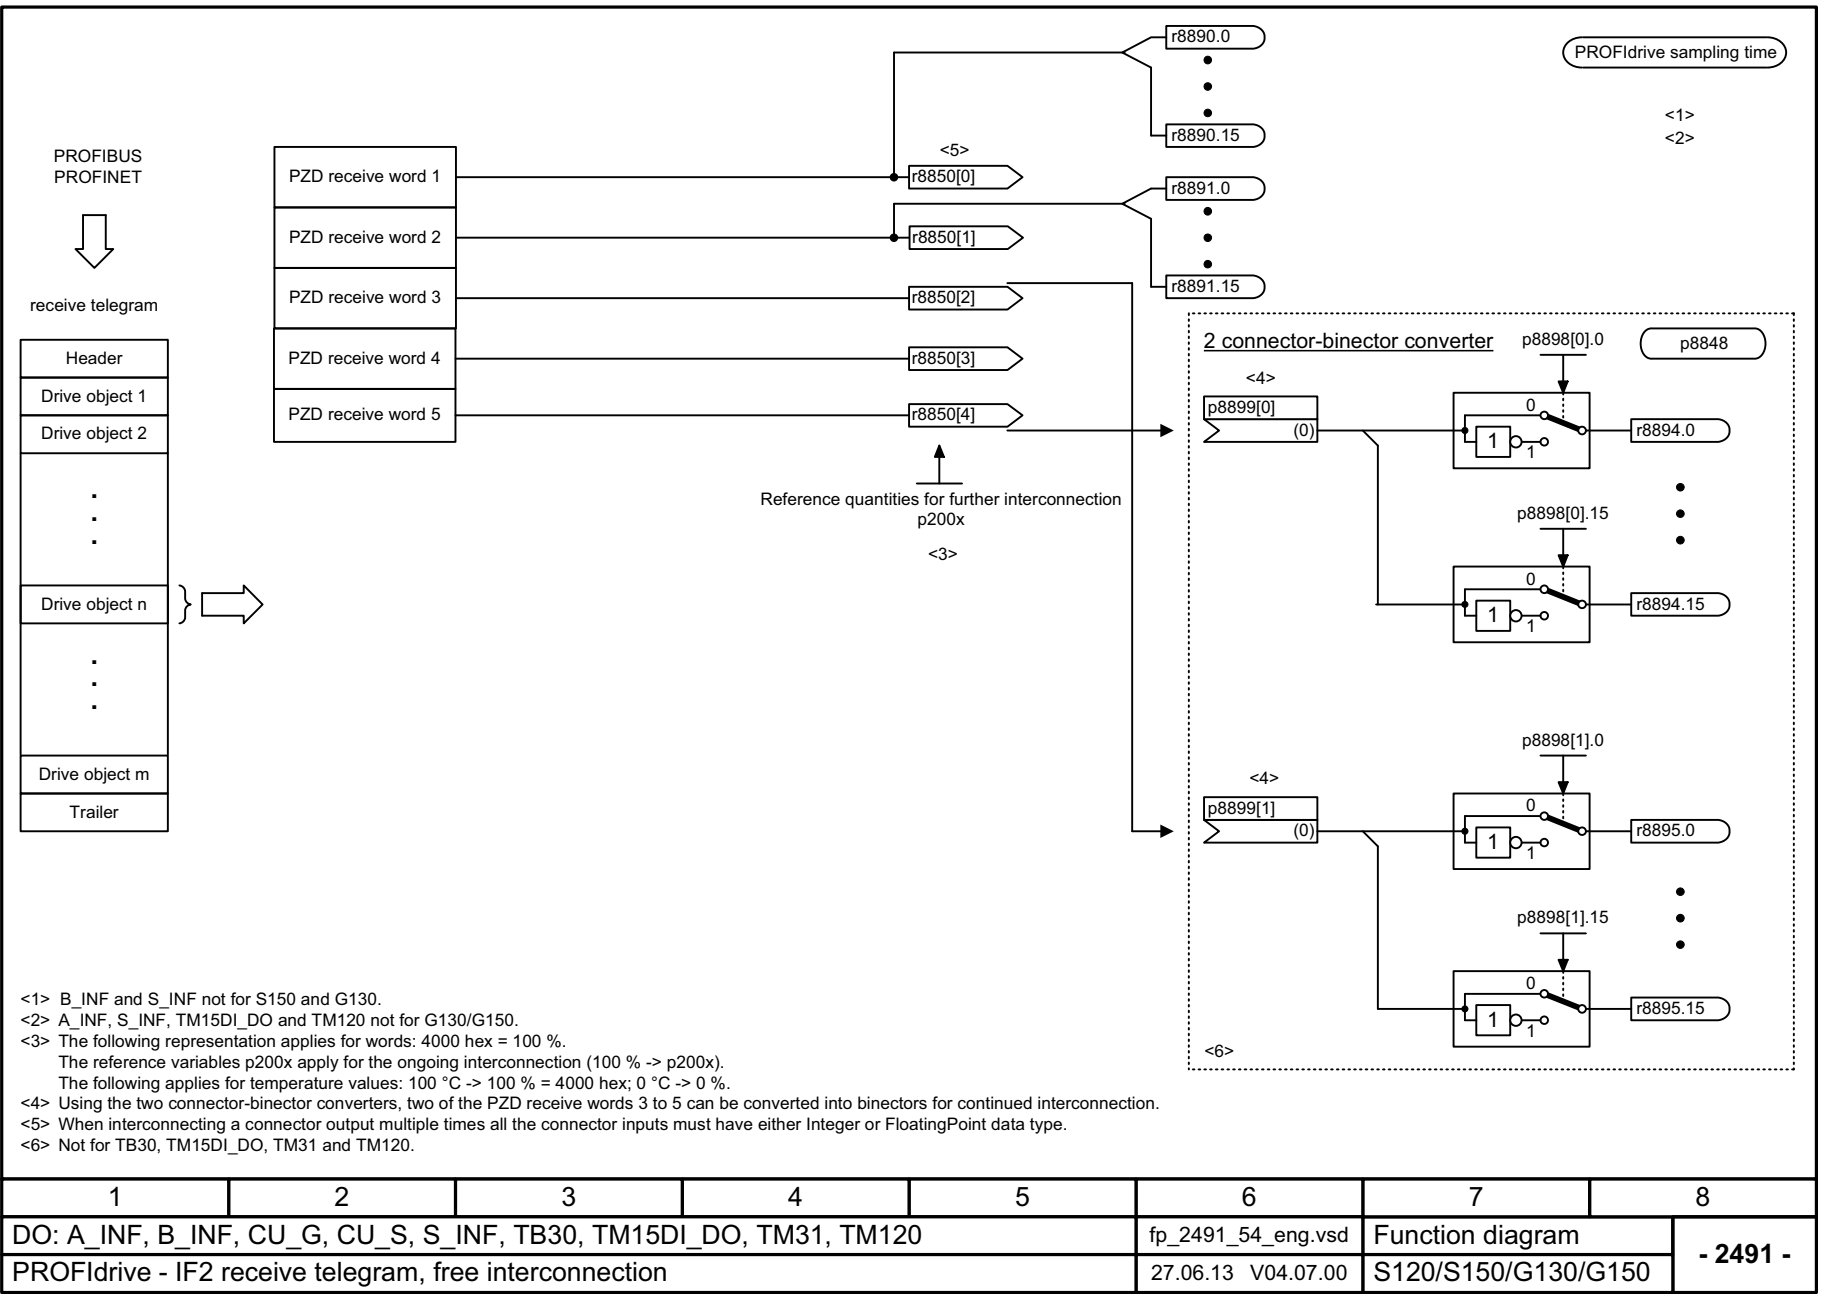 r8890.0
PROFIdrive sampling time
<1>
<2>
r8890.15
PROFIBUS
PROFINET
<5>
PZD receive word 1
r8850[0]
r8891.0
PZD receive word 2
r8850[1]
r8891.15
receive telegram
PZD receive word 3
r8850[2]
2 connector-binector converter
p8898[0].0
p8848
Header
PZD receive word 4
r8850[3]
Drive object 1
<4>
p8899[0]
0
PZD receive word 5
r8850[4]
Drive object 2
(0)
1
1
r8894.0
Reference quantities for further interconnection
p200x
p8898[0].15
<3>
0
Drive object n
1
1
r8894.15
p8898[1].0
Drive object m
<4>
p8899[1]
0
Trailer
(0)
1
1
r8895.0
p8898[1].15
0
1
1
r8895.15
<6>
<1> B_INF and S_INF not for S150 and G130.
<2> A_INF, S_INF, TM15DI_DO and TM120 not for G130/G150.
<3> The following representation applies for words: 4000 hex = 100 %.
The reference variables p200x apply for the ongoing interconnection (100 % -> p200x).
The following applies for temperature values: 100 °C -> 100 % = 4000 hex; 0 °C -> 0 %.
<4> Using the two connector-binector converters, two of the PZD receive words 3 to 5 can be converted into binectors for continued interconnection.
<5> When interconnecting a connector output multiple times all the connector inputs must have either Integer or FloatingPoint data type.
<6> Not for TB30, TM15DI_DO, TM31 and TM120.
1 2 3 4 5 6 7 8
DO: A_INF, B_INF, CU_G, CU_S, S_INF, TB30, TM15DI_DO, TM31, TM120
fp_2491_54_eng.vsd
Function diagram
- 2491 -
PROFIdrive - IF2 receive telegram, free interconnection
27.06.13 V04.07.00
S120/S150/G130/G150